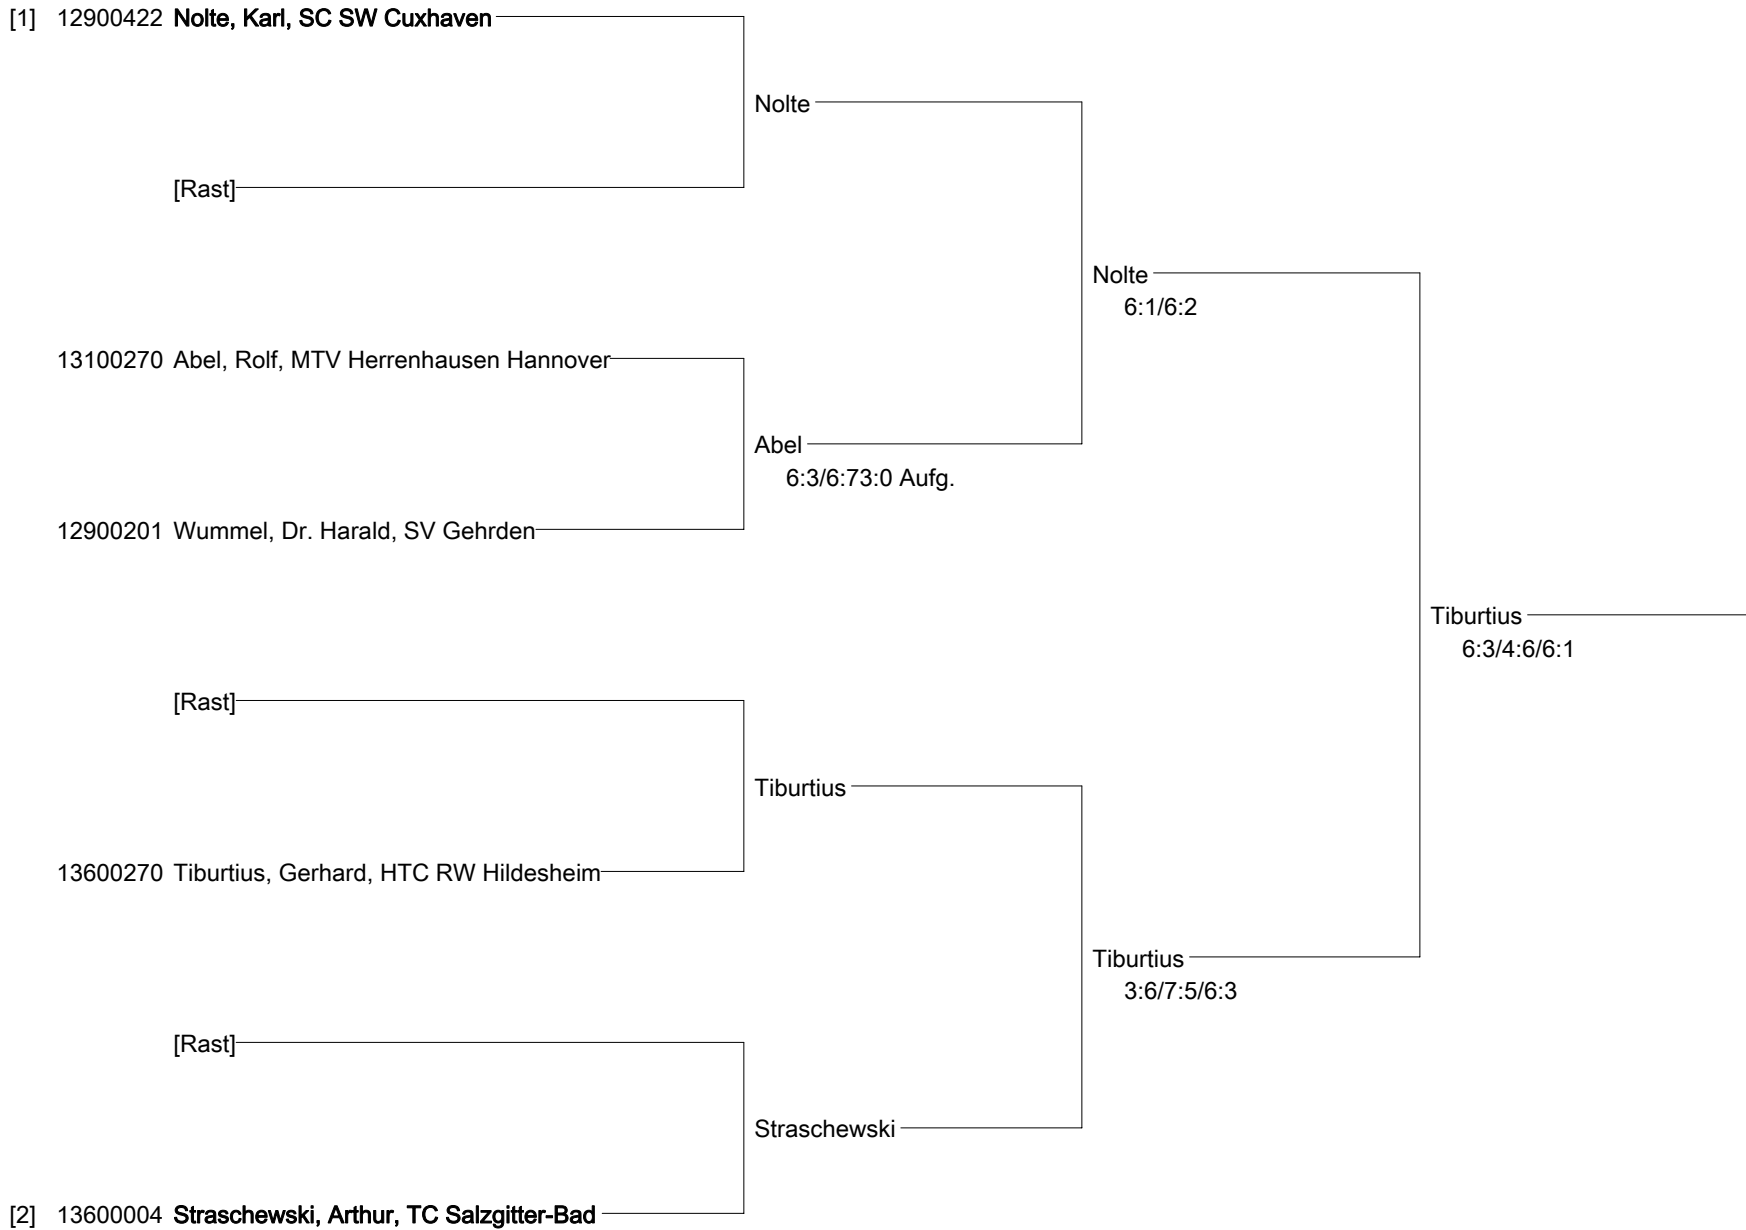 [1] 12900422 Nolte, Karl, SC SW Cuxhaven
Nolte
[Rast]
Nolte
6:1/6:2
13100270 Abel, Rolf, MTV Herrenhausen Hannover
Abel
6:3/6:73:0 Aufg.
12900201 Wummel, Dr. Harald, SV Gehrden
Tiburtius
6:3/4:6/6:1
[Rast]
Tiburtius
13600270 Tiburtius, Gerhard, HTC RW Hildesheim
Tiburtius
3:6/7:5/6:3
[Rast]
Straschewski
[2] 13600004 Straschewski, Arthur, TC Salzgitter-Bad